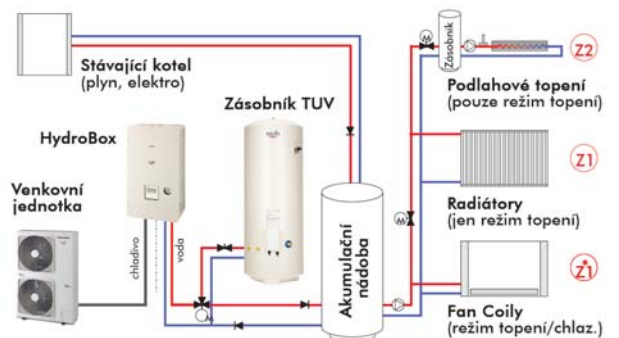 Stávající kotel
(plyn, elektro)
Zásobník TUV
HydroBox
Venkovní
jednotka
chladivo
voda
Akumulační
nádoba
Zásobník
M
M
Z2
Podlahové topení
(pouze režim topení)
Z1
Radiátory
(jen režim topení)
Z1*
Fan Coily
(režim topení/chlaz.)